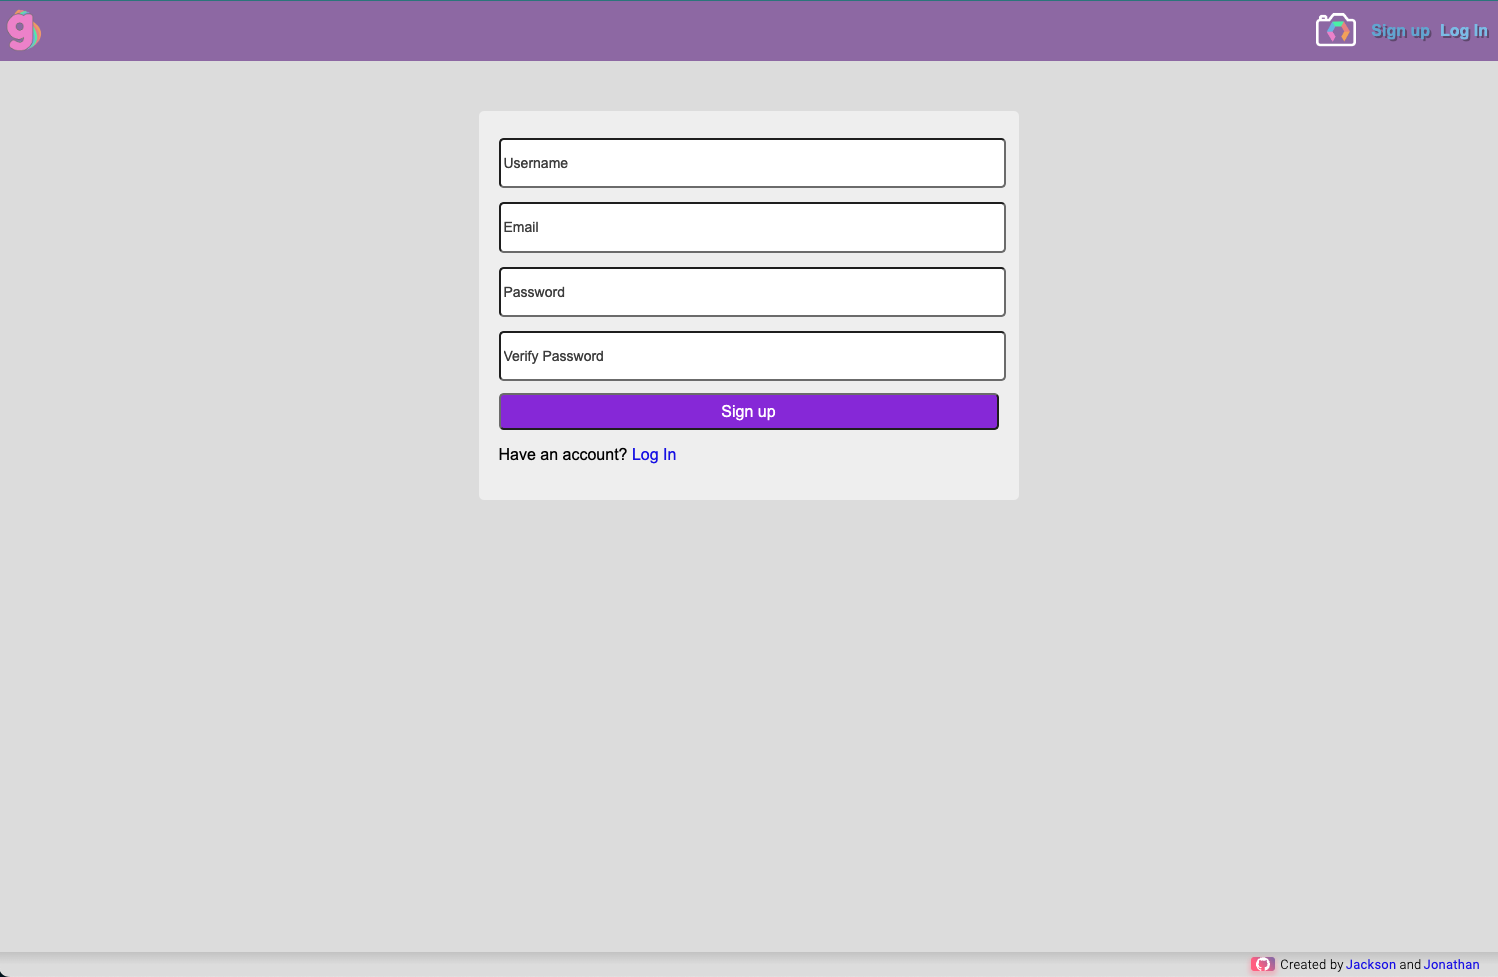 g
Sign up Log In
Username
Email
Password
Verify Password
Sign up
Have an account? Log In
Created by Jackson and Jonathan